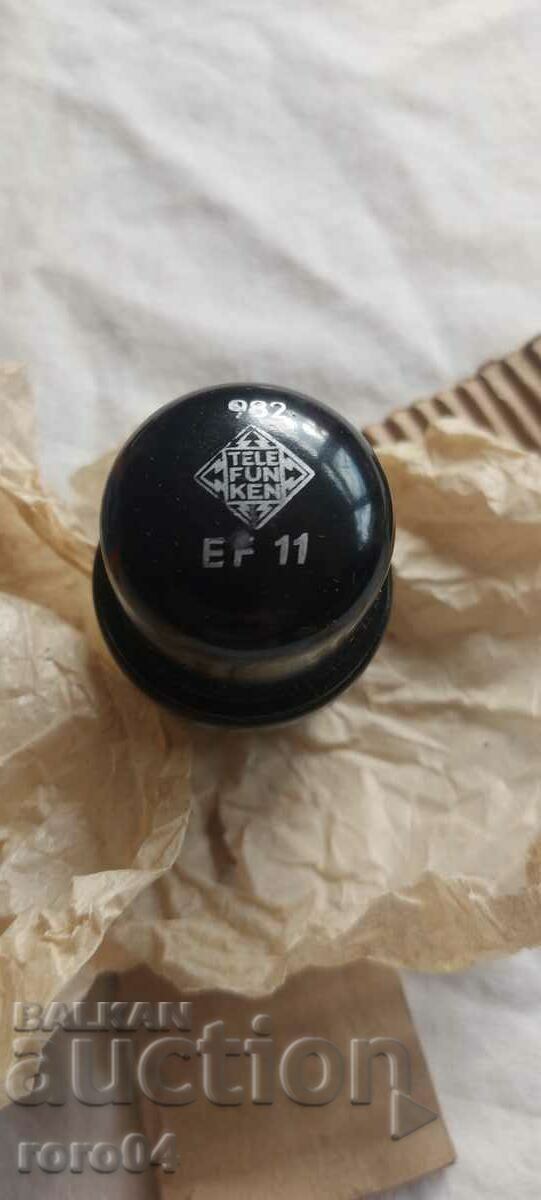 982
TELE
FUN
KEN
EF 11
BALKAN
auction
roro04